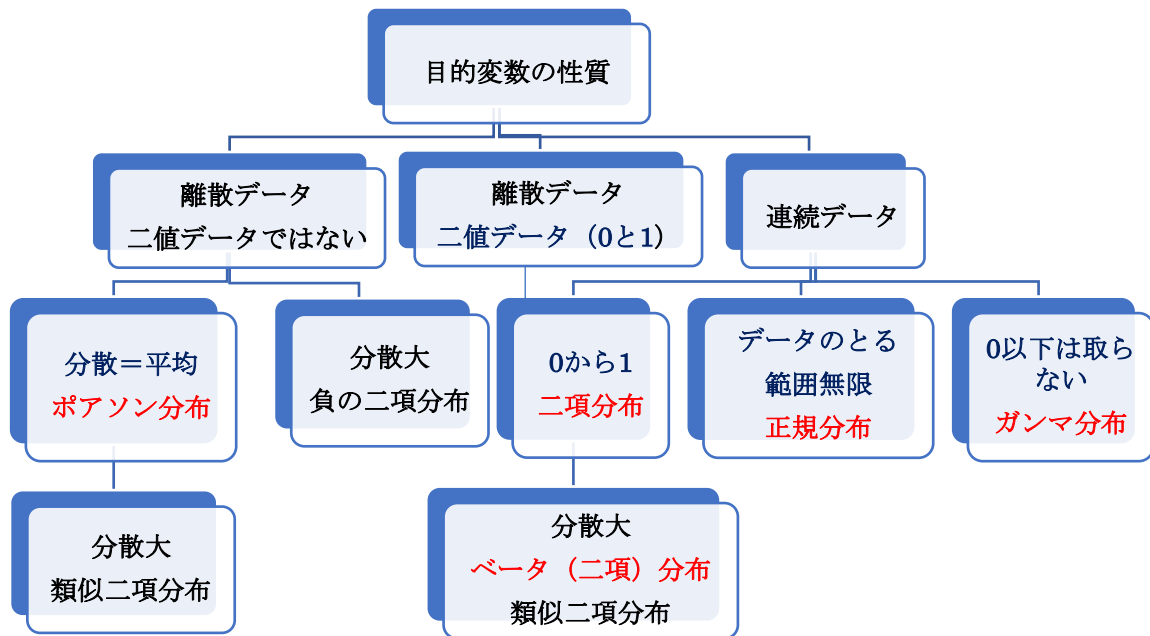 目的変数の性質
離散データ
二値データではない
離散データ
二値データ（0と1）
連続データ
分散＝平均
ポアソン分布
分散大
負の二項分布
0から1
二項分布
データのとる
範囲無限
正規分布
0以下は取ら
ない
ガンマ分布
分散大
類似二項分布
分散大
ベータ（二項）分布
類似二項分布